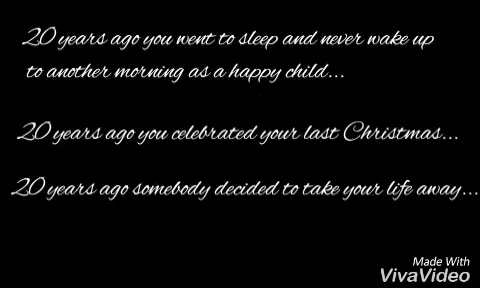 20 years ago you went to sleep and never wake up
to another morning as a happy child...
20 years ago you celebrated your last Christmas...
20 years ago somebody decided to take your life away...
Made With
VivaVideo